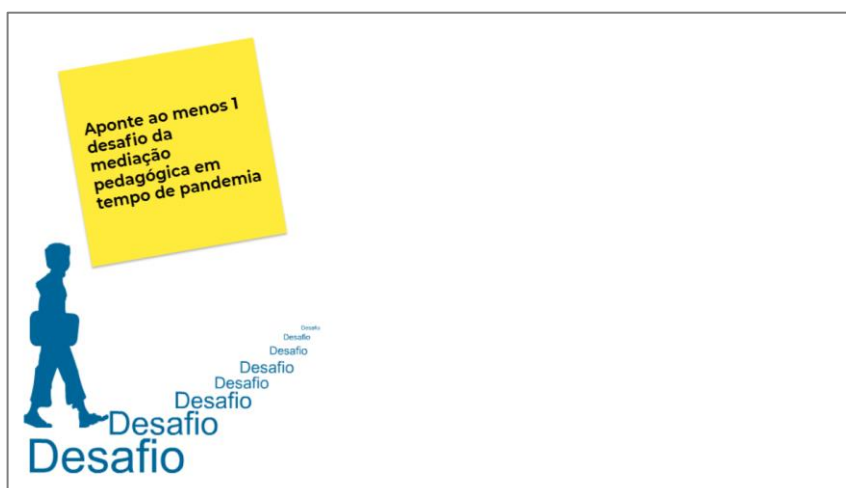 Aponte ao menos 1
desafio da
mediação
pedagógica em
tempo de pandemia
Desafio
Desafio
Desafio
Desafio
Desafio
Desafio
Desafio
Desafio